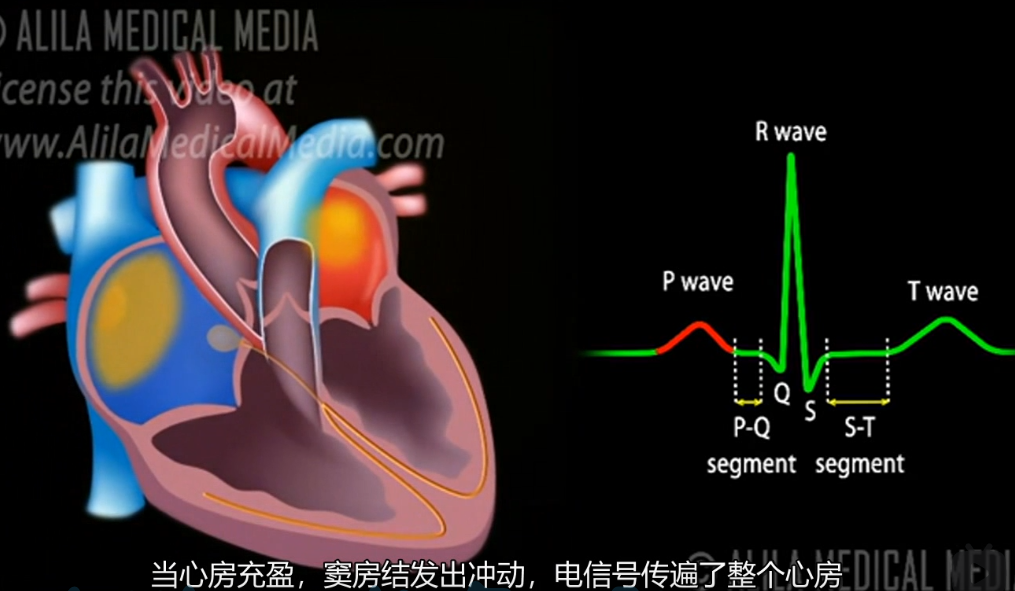 ALILA MEDICAL MEDIA
license this video at
www.AlilaMedicalMedia.com
R wave
P wave
T wave
Q
S
P-Q
segment
S-T
segment
© ALILA MEDICAL MEDI
当心房充盈，窦房结发出冲动，电信号传遍了整个心房